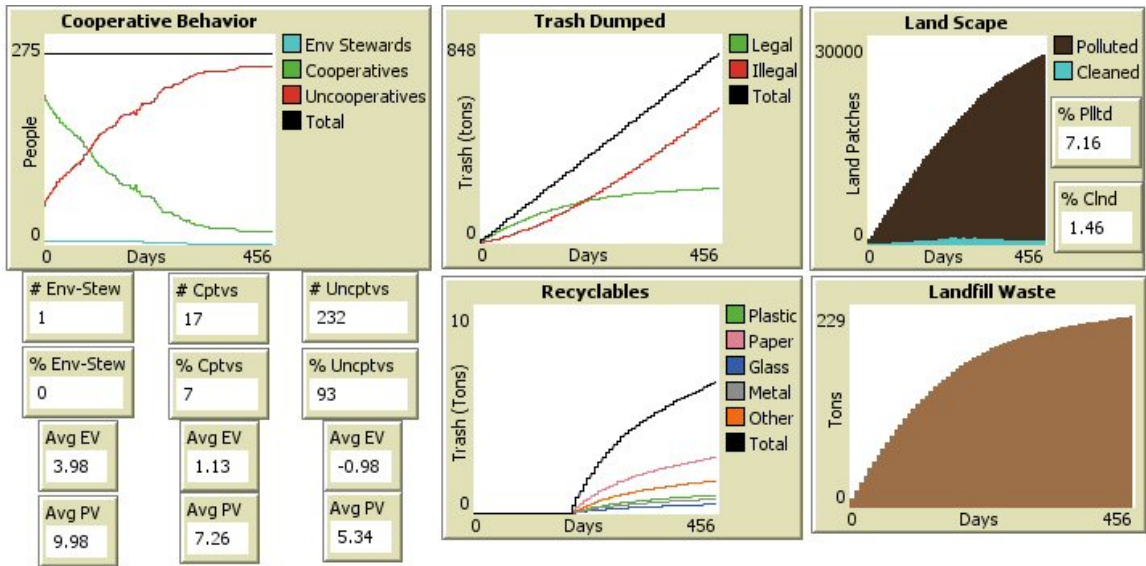 Cooperative Behavior
275
People
0
0
Days
456
Env Stewards
Cooperatives
Uncooperatives
Total
Trash Dumped
848
Trash (tons)
0
0
Days
456
Legal
Illegal
Total
Land Scape
30000
Land Patches
0
0
Days
456
Polluted
Cleaned
% Plltd
7.16
% Clnd
1.46
# Env-Stew
1
# Cptvs
17
# Uncptvs
232
% Env-Stew
0
% Cptvs
7
% Uncptvs
93
Avg EV
3.98
Avg EV
1.13
Avg EV
-0.98
Avg PV
9.98
Avg PV
7.26
Avg PV
5.34
Recyclables
10
Trash (Tons)
0
0
Days
456
Plastic
Paper
Glass
Metal
Other
Total
Landfill Waste
229
Tons
0
0
Days
456